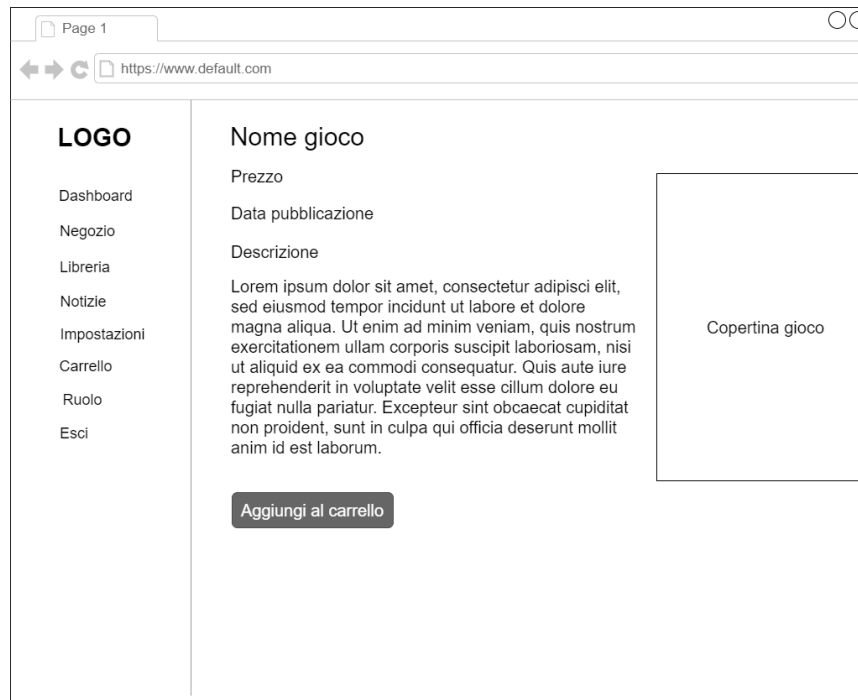 Page 1
https://www.default.com
LOGO
Dashboard
Negozio
Libreria
Notizie
Impostazioni
Carrello
Ruolo
Esci
Nome gioco
Prezzo
Data pubblicazione
Descrizione
Lorem ipsum dolor sit amet, consectetur adipisci elit,
sed eiusmod tempor incidunt ut labore et dolore
magna aliqua. Ut enim ad minim veniam, quis nostrum
exercitationem ullam corporis suscipit laboriosam, nisi
ut aliquid ex ea commodi consequatur. Quis aute iure
reprehenderit in voluptate velit esse cillum dolore eu
fugiat nulla pariatur. Excepteur sint obcaecat cupiditat
non proident, sunt in culpa qui officia deserunt mollit
anim id est laborum.
Aggiungi al carrello
Copertina gioco